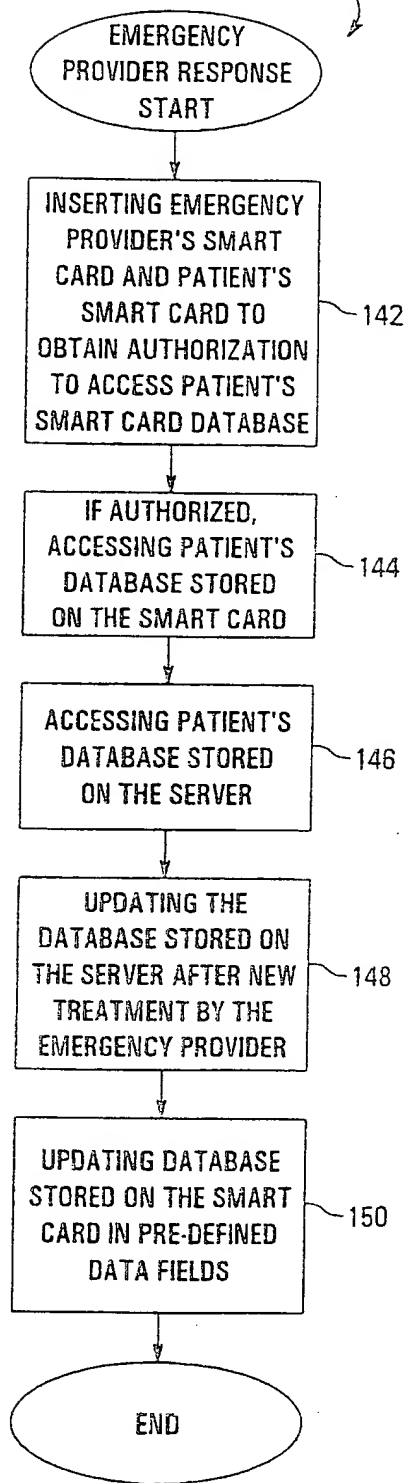 EMERGENCY
PROVIDER RESPONSE
START
INSERTING EMERGENCY
PROVIDER'S SMART
CARD AND PATIENT'S
SMART CARD TO
OBTAIN AUTHORIZATION
TO ACCESS PATIENT'S
SMART CARD DATABASE
142
IF AUTHORIZED,
ACCESSING PATIENT'S
DATABASE STORED
ON THE SMART CARD
144
ACCESSING PATIENT'S
DATABASE STORED
ON THE SERVER
146
UPDATING THE
DATABASE STORED ON
THE SERVER AFTER NEW
TREATMENT BY THE
EMERGENCY PROVIDER
148
UPDATING DATABASE
STORED ON THE SMART
CARD IN PRE-DEFINED
DATA FIELDS
150
END